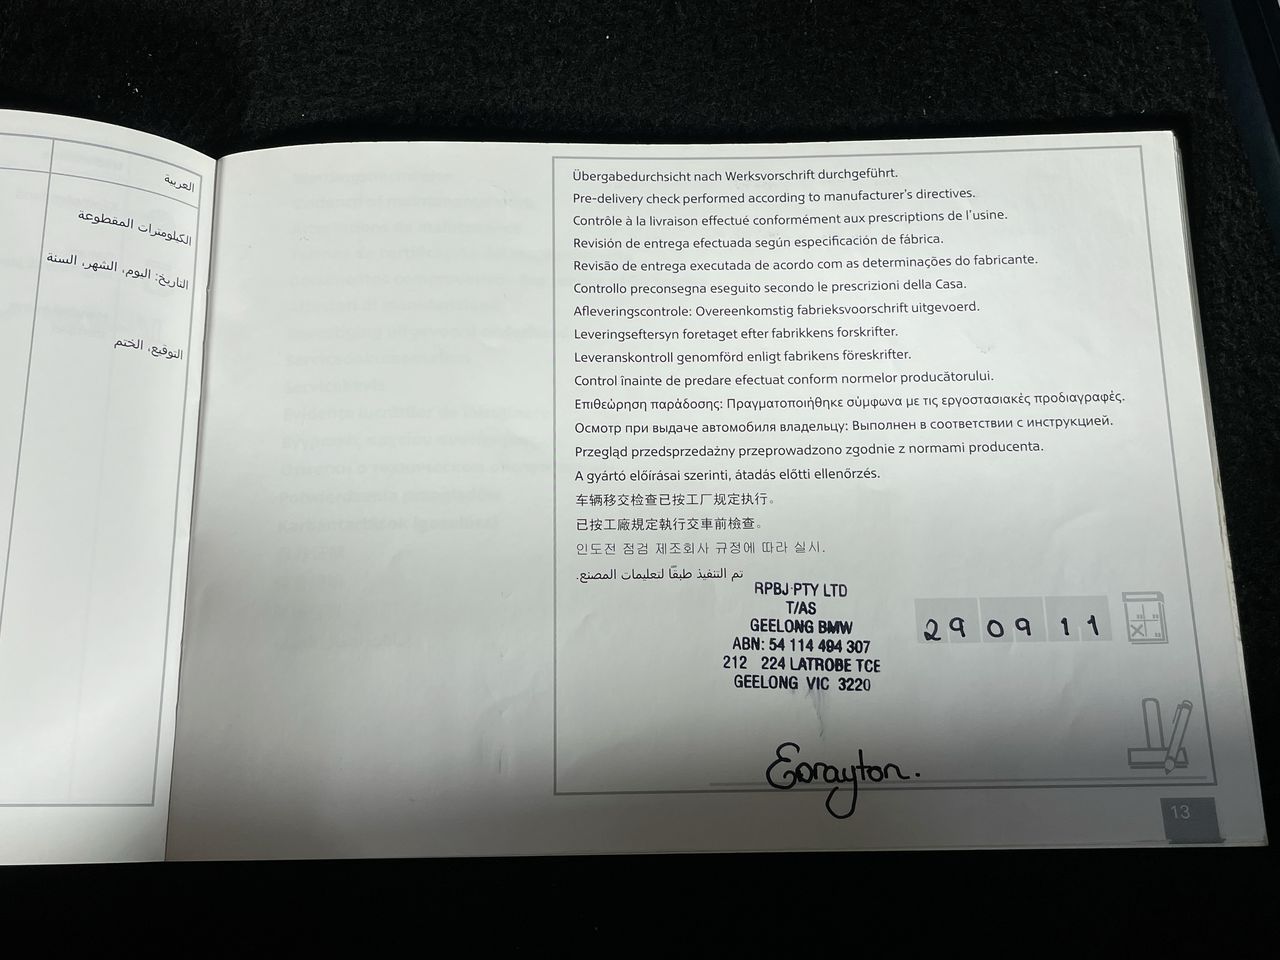 العربية
الكيلومترات المقطوعة
التاريخ: اليوم، الشهر، السنة
التوقيع، الختم
Übergabedurchsicht nach Werksvorschrift durchgeführt.
Pre-delivery check performed according to manufacturer's directives.
Contrôle à la livraison effectué conformément aux prescriptions de l'usine.
Revisión de entrega efectuada según especificación de fábrica.
Revisão de entrega executada de acordo com as determinações do fabricante.
Controllo preconsegna eseguito secondo le prescrizioni della Casa.
Afleveringscontrole: Overeenkomstig fabrieksvoorschrift uitgevoerd.
Leveringseftersyn foretaget efter fabrikkens forskrifter.
Leveranskontroll genomförd enligt fabrikens föreskrifter.
Control înainte de predare efectuat conform normelor producătorului.
Επιθεώρηση παράδοσης: Πραγματοποιήθηκε σύμφωνα με τις εργοστασιακές προδιαγραφές.
Осмотр при выдаче автомобиля владельцу: Выполнен в соответствии с инструкцией.
Przegląd przedsprzedażny przeprowadzono zgodnie z normami producenta.
A gyártó előírásai szerinti, átadás előtti ellenőrzés.
车辆移交检查已按工厂规定执行。
已按工廠規定執行交車前檢查。
인도전 점검 제조회사 규정에 따라 실시.
تم التنفيذ طبقًا لتعليمات المصنع.
RPBJ PTY LTD
T/AS
GEELONG BMW
ABN: 54 114 494 307
212 224 LATROBE TCE
GEELONG VIC 3220
29 09 11
13